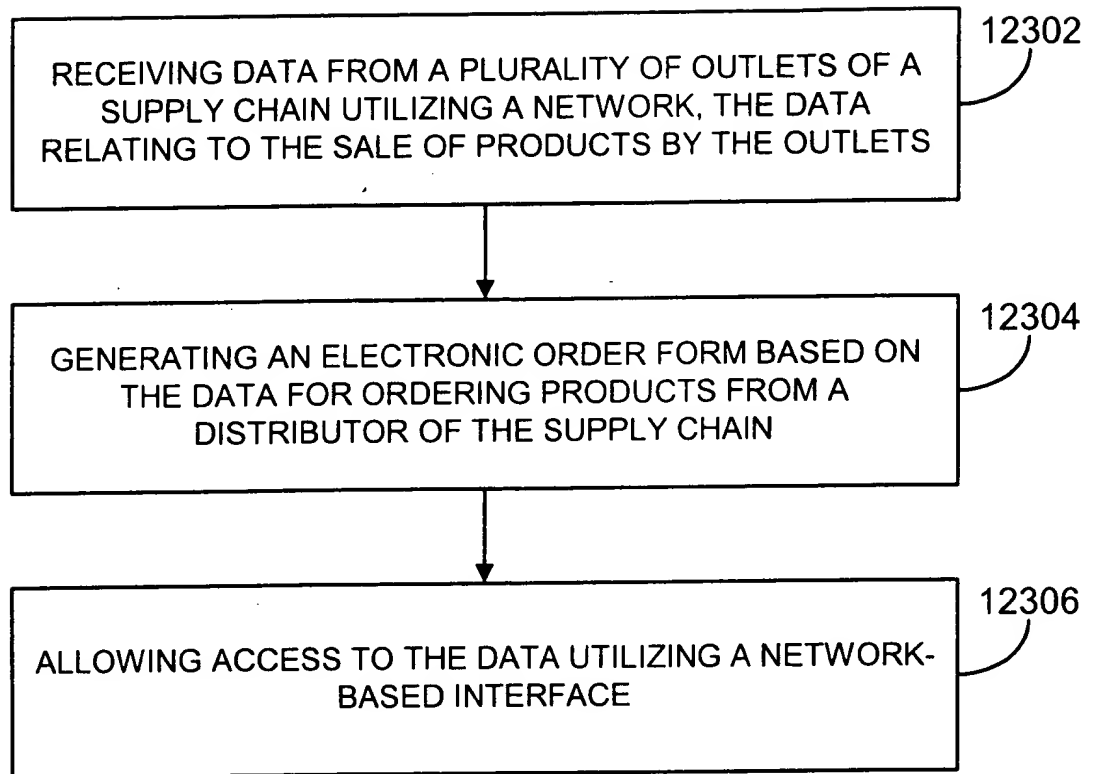 12302
RECEIVING DATA FROM A PLURALITY OF OUTLETS OF A
SUPPLY CHAIN UTILIZING A NETWORK, THE DATA
RELATING TO THE SALE OF PRODUCTS BY THE OUTLETS
12304
GENERATING AN ELECTRONIC ORDER FORM BASED ON
THE DATA FOR ORDERING PRODUCTS FROM A
DISTRIBUTOR OF THE SUPPLY CHAIN
12306
ALLOWING ACCESS TO THE DATA UTILIZING A NETWORK-
BASED INTERFACE